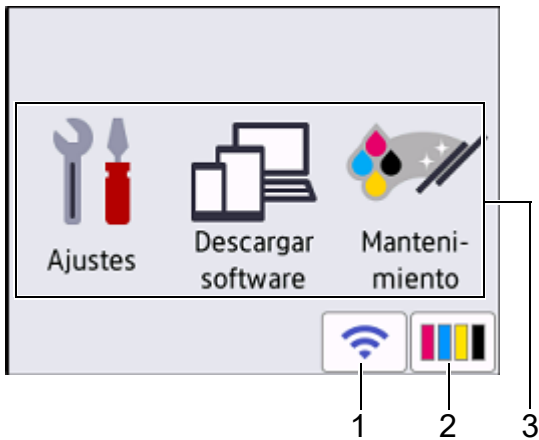 Ajustes
Descargar
software
Manteni-
miento
1
2
3